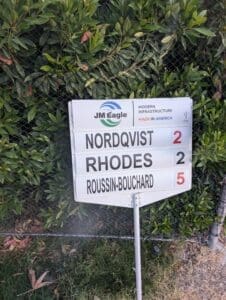 JM Eagle
MODERN
INFRASTRUCTURE
MADE IN AMERICA
NORDQVIST 2
RHODES 2
ROUSSIN-BOUCHARD 5